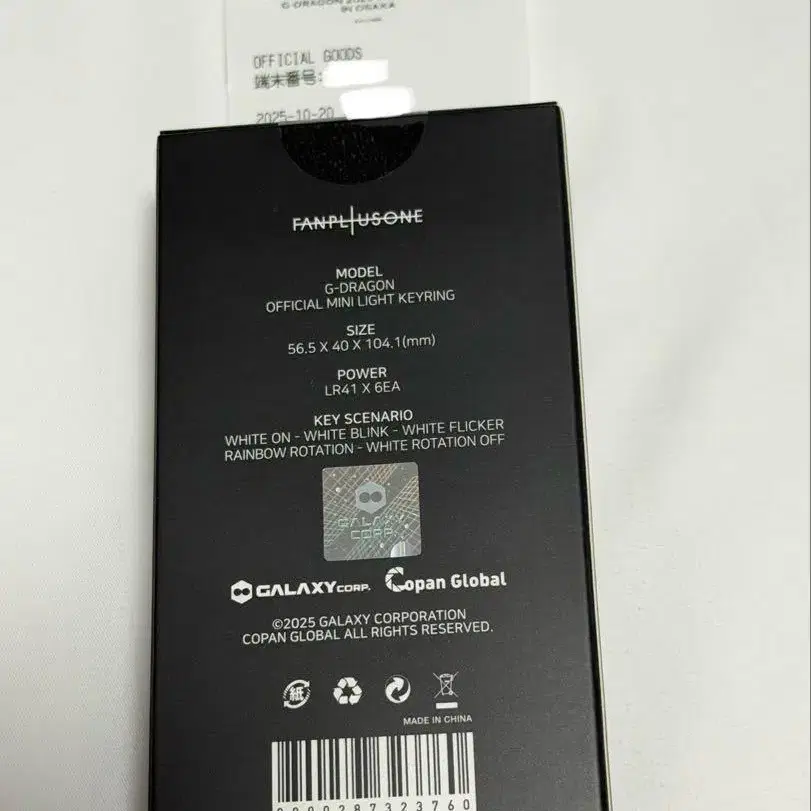 G-DRAGON 2025
IN OSAKA
OFFICIAL GOODS
端末番号:
2025-10-20
FANPLUSONE
MODEL
G-DRAGON
OFFICIAL MINI LIGHT KEYRING
SIZE
56.5 X 40 X 104.1(mm)
POWER
LR41 X 6EA
KEY SCENARIO
WHITE ON - WHITE BLINK - WHITE FLICKER
RAINBOW ROTATION - WHITE ROTATION OFF
GALAXY
CORP.
GALAXY CORP. Copan Global
©2025 GALAXY CORPORATION
COPAN GLOBAL ALL RIGHTS RESERVED.
紙
MADE IN CHINA